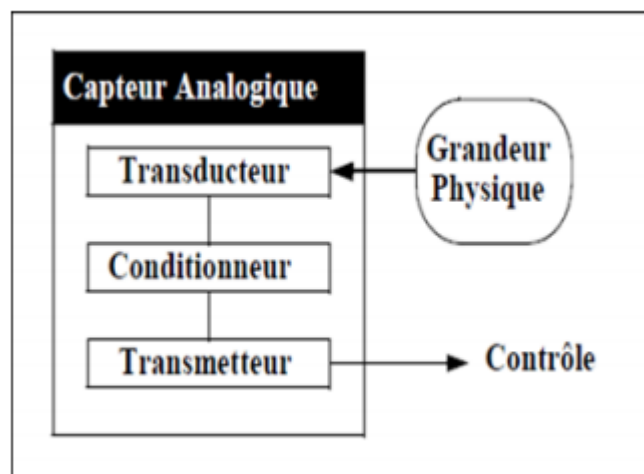 Capteur Analogique
Transducteur
Grandeur
Physique
Conditionneur
Transmetteur
Contrôle